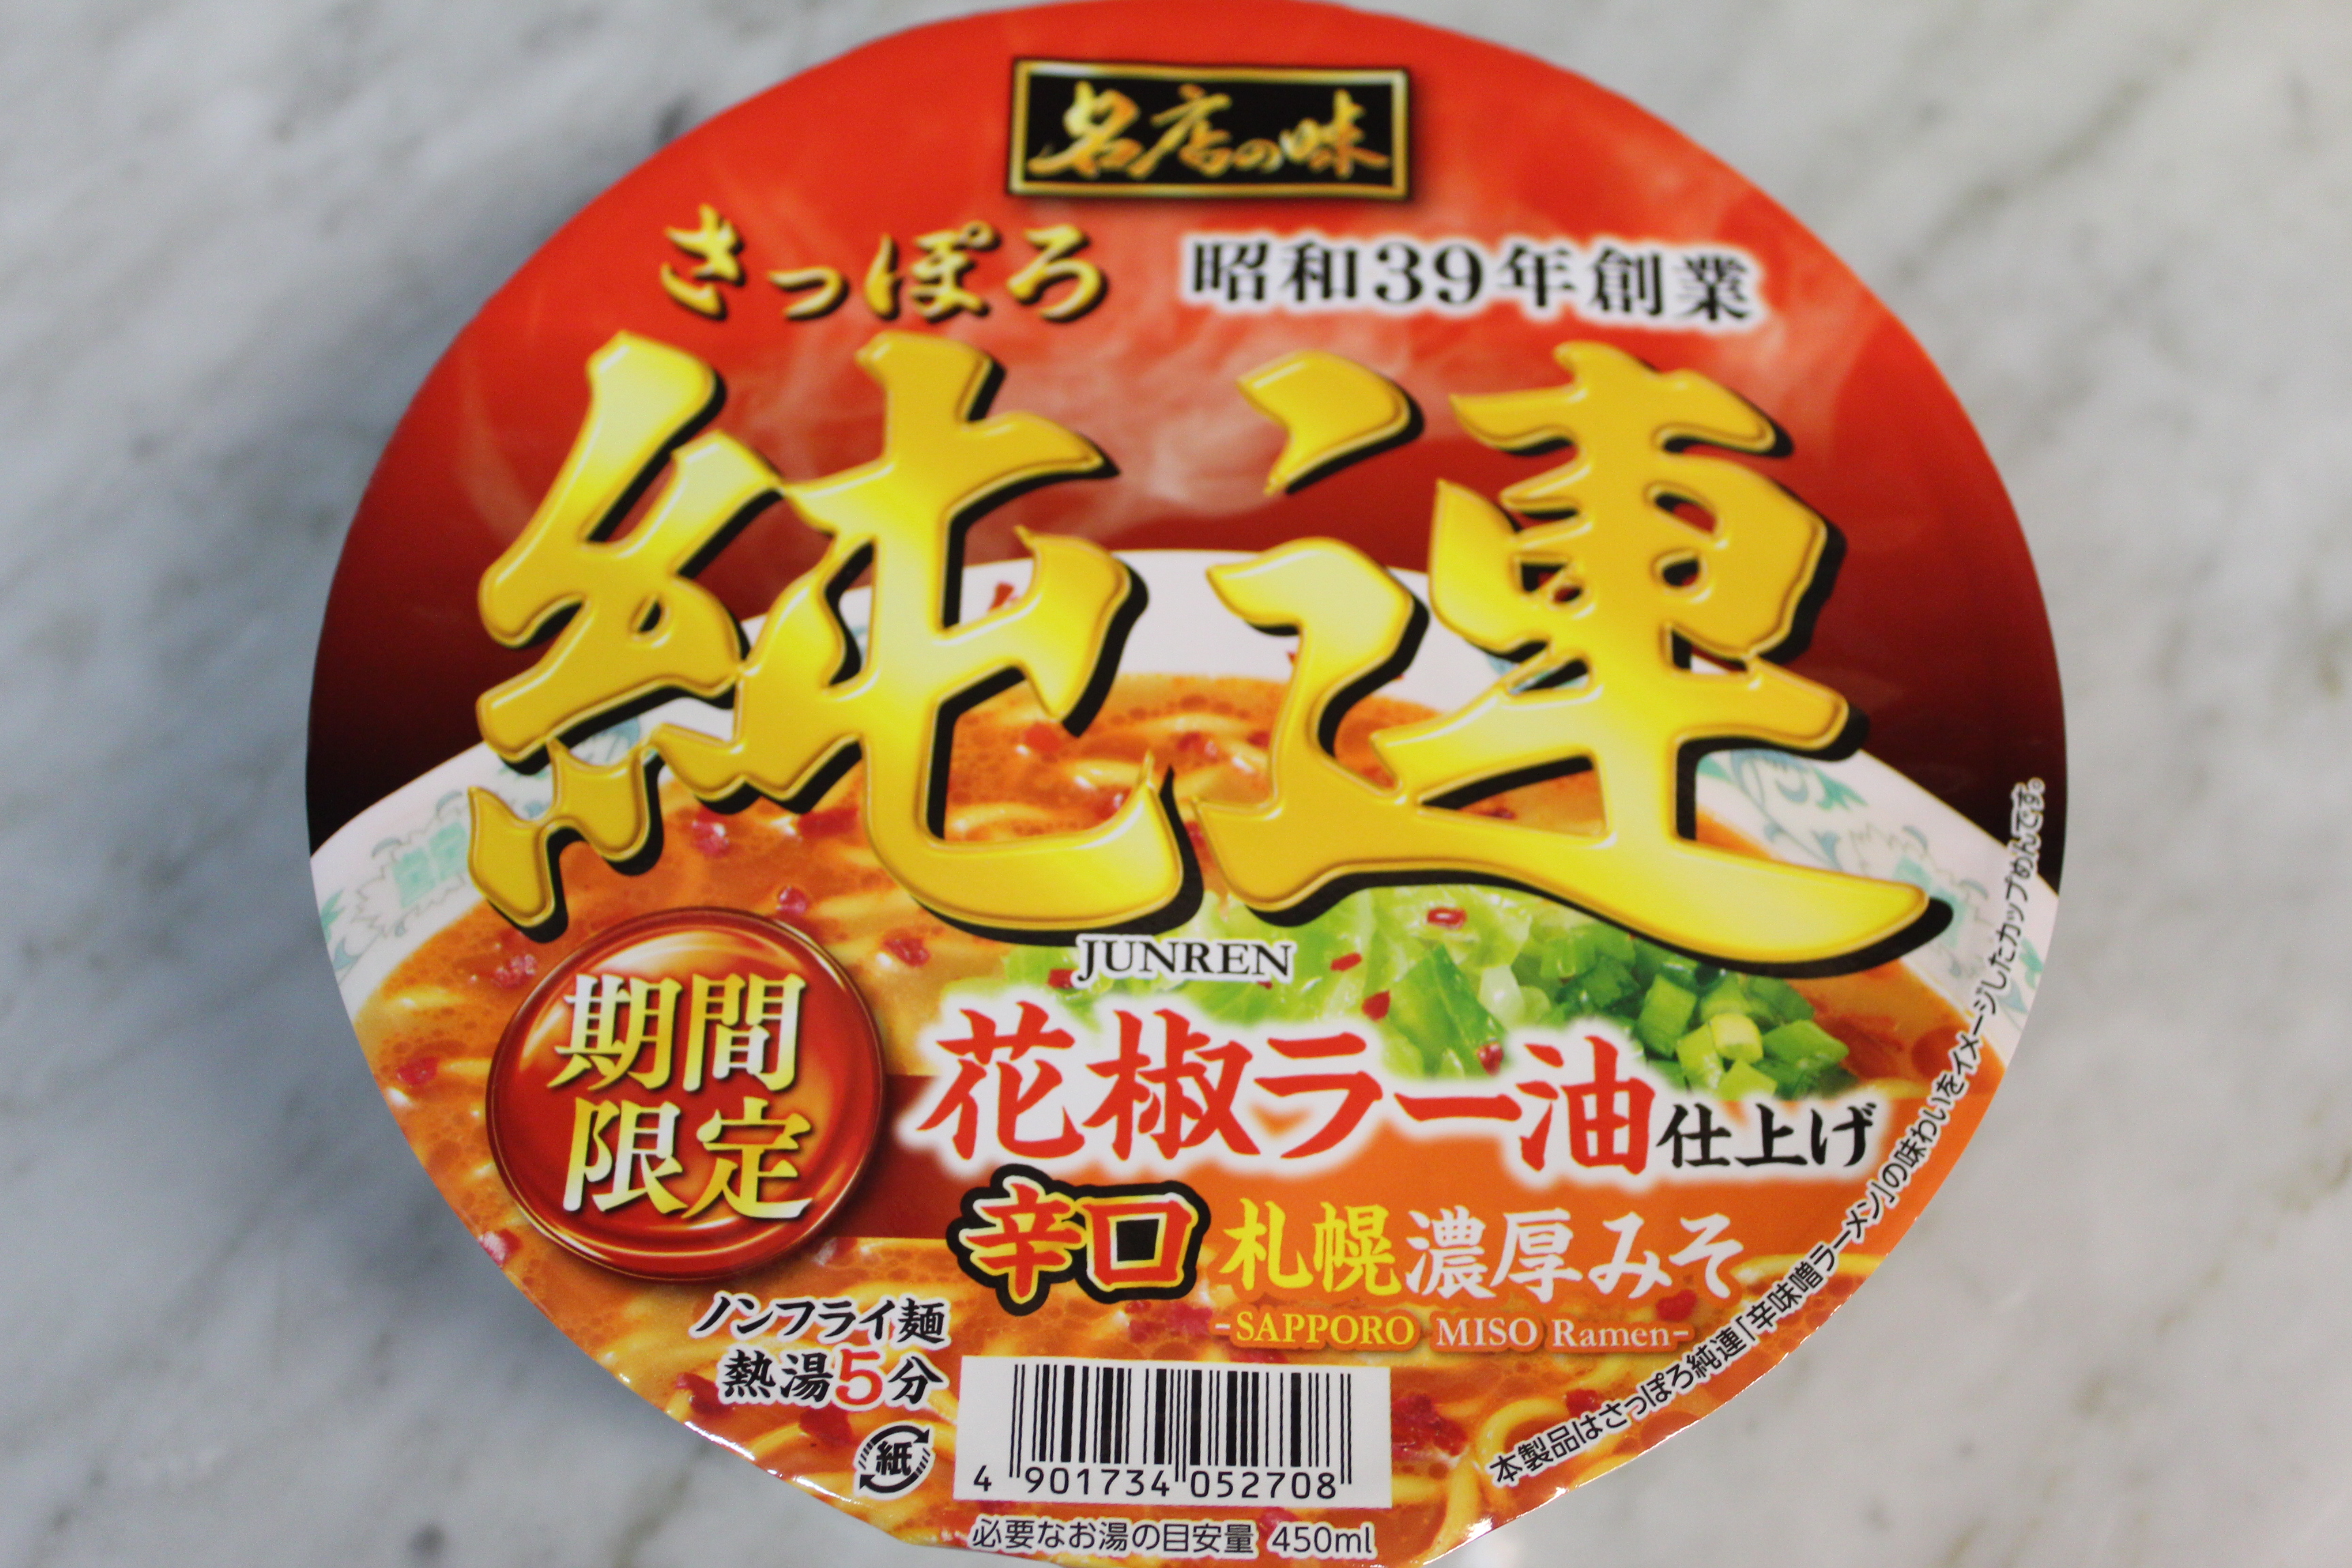 名店の味
さっぽろ 昭和39年創業
純連
JUNREN
期間
限定
花椒ラー油仕上げ
辛口 札幌濃厚みそ
-SAPPORO MISO Ramen-
ノンフライ麺
熱湯5分
紙
4 901734 052708
必要なお湯の目安量 450ml
本製品はさっぽろ純連「辛味噌ラーメン」の味わいをイメージしたカップめんです。